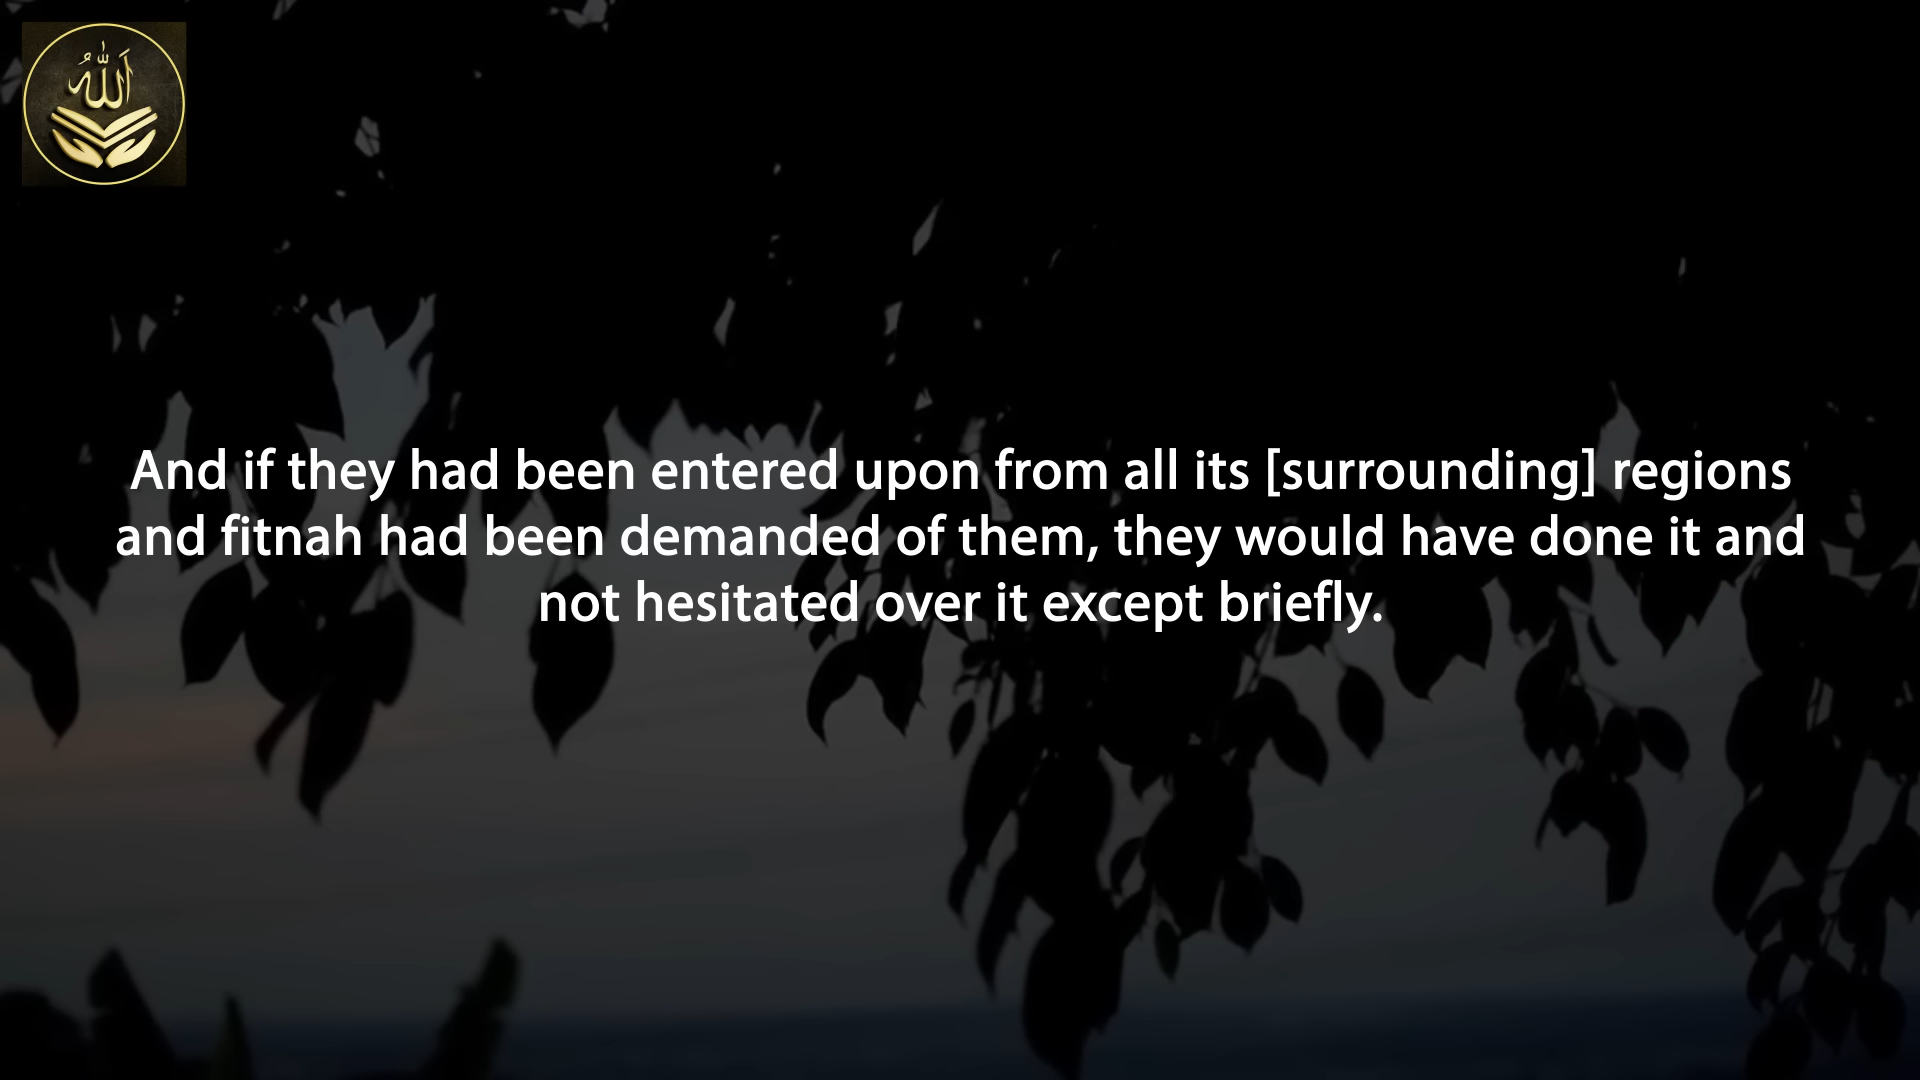 الله
And if they had been entered upon from all its [surrounding] regions
and fitnah had been demanded of them, they would have done it and
not hesitated over it except briefly.